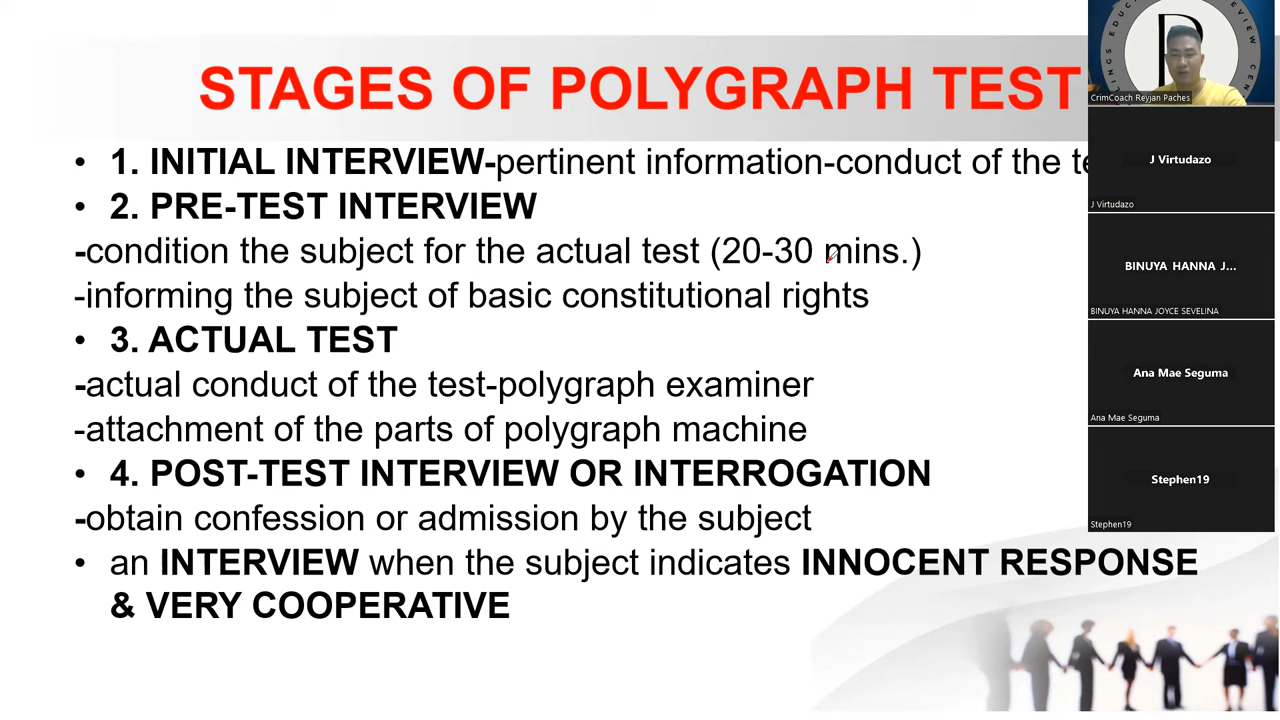 STAGES OF POLYGRAPH TEST
• 1. INITIAL INTERVIEW-pertinent information-conduct of the
• 2. PRE-TEST INTERVIEW
-condition the subject for the actual test (20-30 mins.)
-informing the subject of basic constitutional rights
• 3. ACTUAL TEST
-actual conduct of the test-polygraph examiner
-attachment of the parts of polygraph machine
• 4. POST-TEST INTERVIEW OR INTERROGATION
-obtain confession or admission by the subject
• an INTERVIEW when the subject indicates INNOCENT RESPONSE
& VERY COOPERATIVE
CrimCoach Reyjan Paches
J Virtudazo
J Virtudazo
BINUYA HANNA J...
BINUYA HANNA JOYCE SEVELINA
Ana Mae Seguma
Ana Mae Seguma
Stephen19
Stephen19